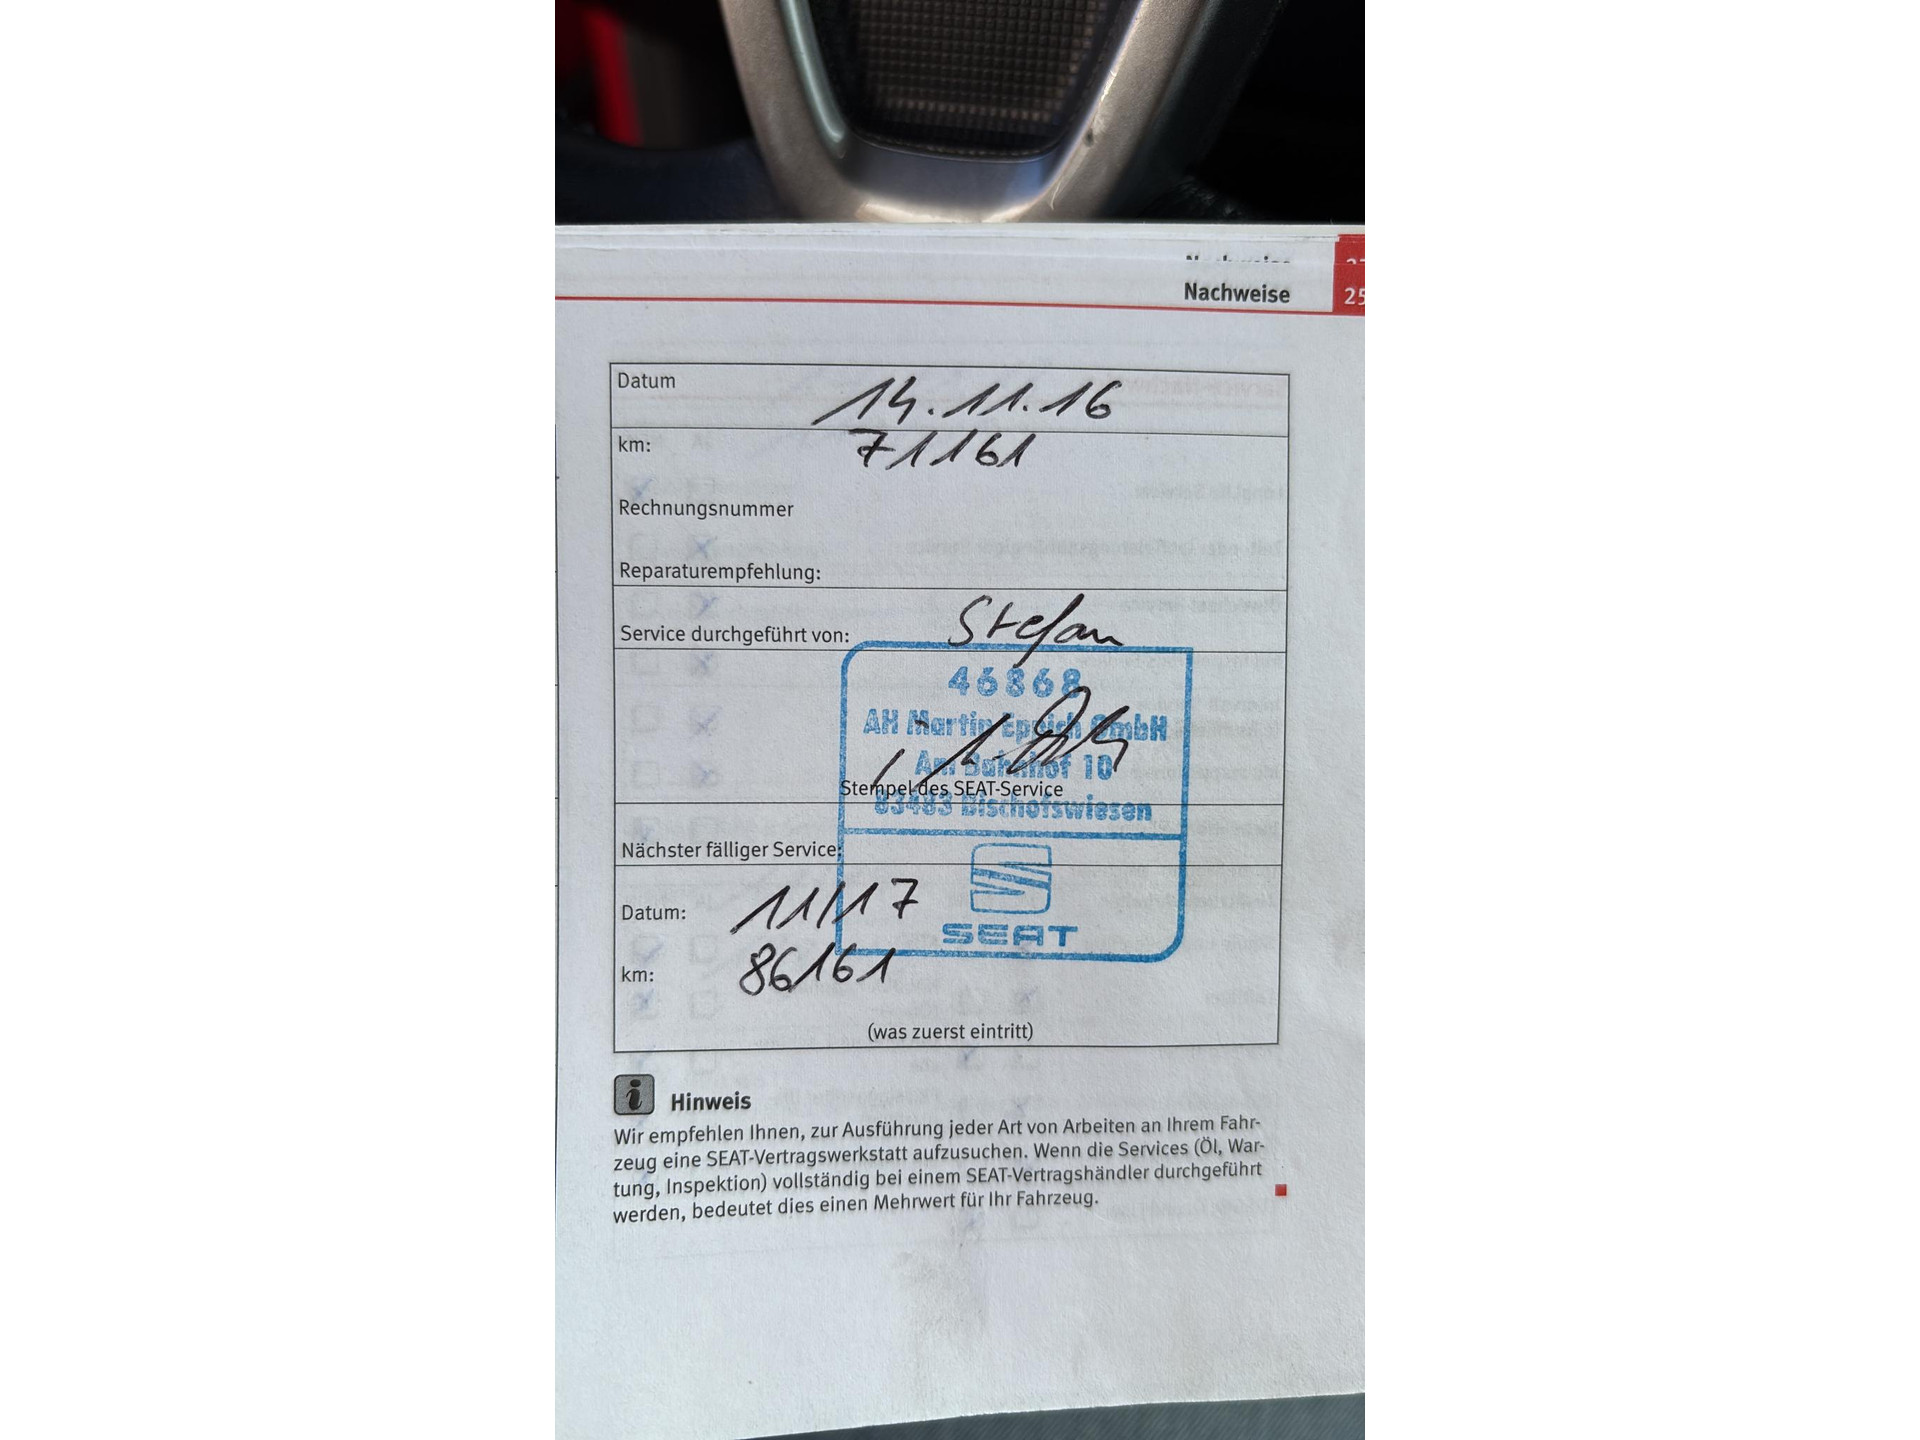 Nachweise
Nachweise 25
Datum 14.11.16
km: 71161
Rechnungsnummer
Reparaturempfehlung:
Service durchgeführt von: Stefan
46868
AH Martin Eppich GmbH
Am Bahnhof 10
Stempel des SEAT-Service
83483 Bischofswiesen
Nächster fälliger Service:
Datum: 11/17
SEAT
km: 86161
(was zuerst eintritt)
i Hinweis
Wir empfehlen Ihnen, zur Ausführung jeder Art von Arbeiten an Ihrem Fahr-
zeug eine SEAT-Vertragswerkstatt aufzusuchen. Wenn die Services (Öl, War-
tung, Inspektion) vollständig bei einem SEAT-Vertragshändler durchgeführt
werden, bedeutet dies einen Mehrwert für Ihr Fahrzeug.